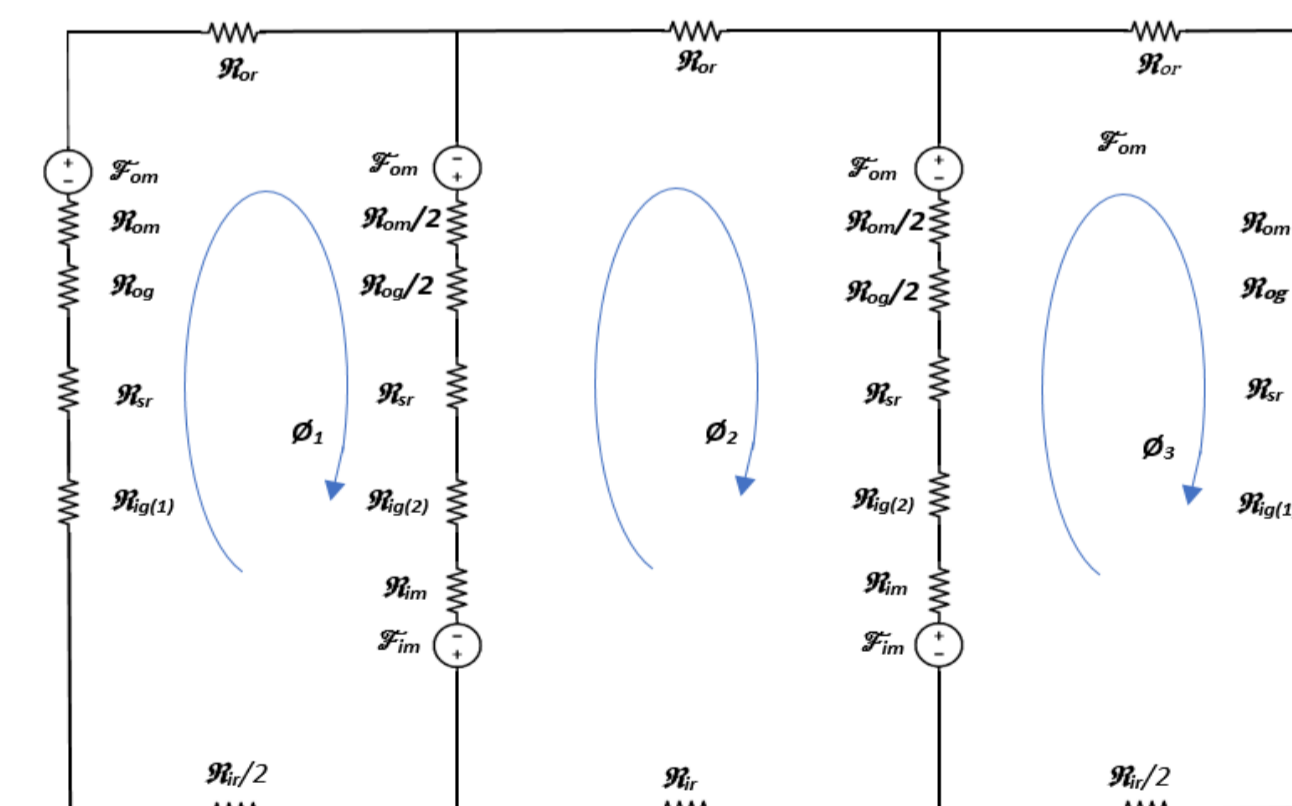 ℜor
ℜor
ℜor
+
-
ℱom
ℱom
-
+
ℱom
+
-
ℱom
ℜom
ℜom/2
ℜom/2
ℜom
ℜog
ℜog/2
ℜog/2
ℜog
ℜsr
ℜsr
ℜsr
ℜsr
Ø1
Ø2
Ø3
ℜig(1)
ℜig(2)
ℜig(2)
ℜig(1
ℜim
ℜim
ℱim
-
+
ℱim
+
-
ℜir/2
ℜir
ℜir/2